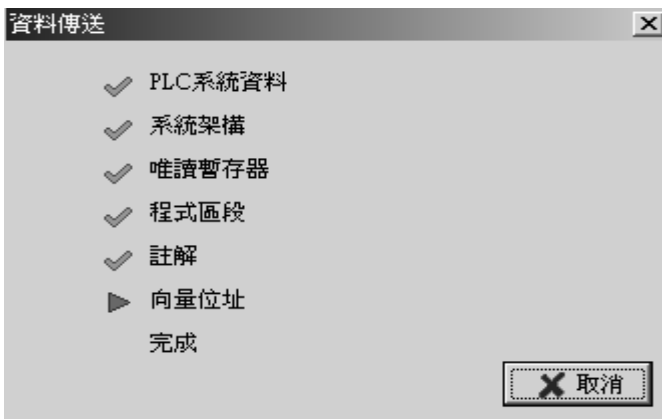 資料傳送
PLC系統資料
系統架構
唯讀暫存器
程式區段
註解
向量位址
完成
取消